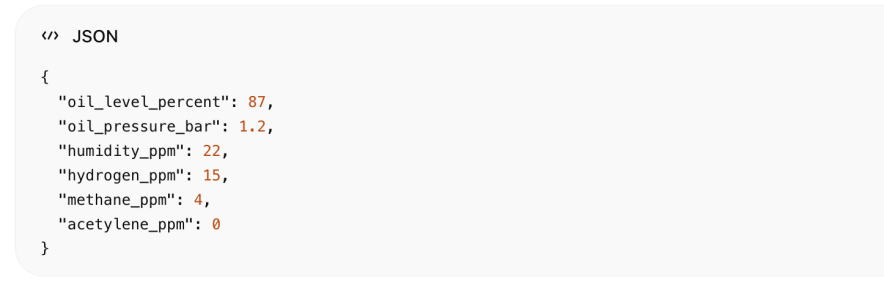 </> JSON
{
  "oil_level_percent": 87,
  "oil_pressure_bar": 1.2,
  "humidity_ppm": 22,
  "hydrogen_ppm": 15,
  "methane_ppm": 4,
  "acetylene_ppm": 0
}